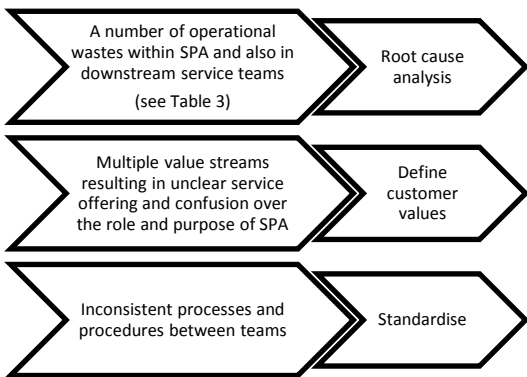 A number of operational
wastes within SPA and also in
downstream service teams
(see Table 3)
Root cause
analysis
Multiple value streams
resulting in unclear service
offering and confusion over
the role and purpose of SPA
Define
customer
values
Inconsistent processes and
procedures between teams
Standardise